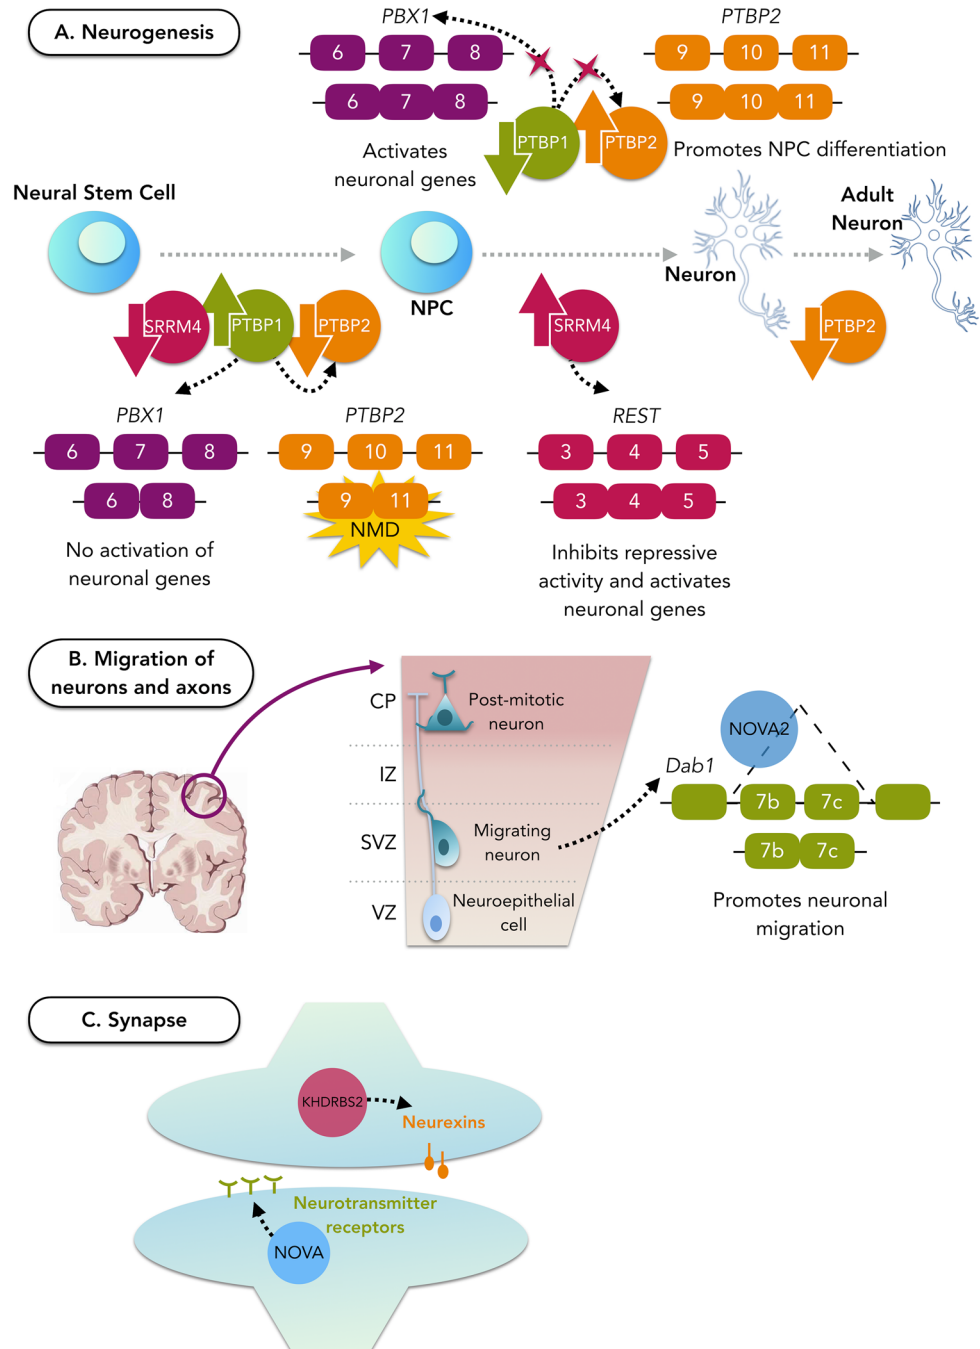 A. Neurogenesis
PBX1
PTBP2
6 7 8
9 10 11
6 7 8
9 10 11
PTBP1
PTBP2
Activates
neuronal genes
Promotes NPC differentiation
Neural Stem Cell
Adult
Neuron
Neuron
NPC
SRRM4
PTBP1
PTBP2
SRRM4
PTBP2
PBX1
PTBP2
REST
6 7 8
9 10 11
3 4 5
6 8
9 11
3 4 5
NMD
No activation of
neuronal genes
Inhibits repressive
activity and activates
neuronal genes
B. Migration of
neurons and axons
CP
Post-mitotic
neuron
IZ
SVZ
Migrating
neuron
VZ
Neuroepithelial
cell
NOVA2
Dab1
7b 7c
7b 7c
Promotes neuronal
migration
C. Synapse
KHDRBS2
Neurexins
Neurotransmitter
receptors
NOVA